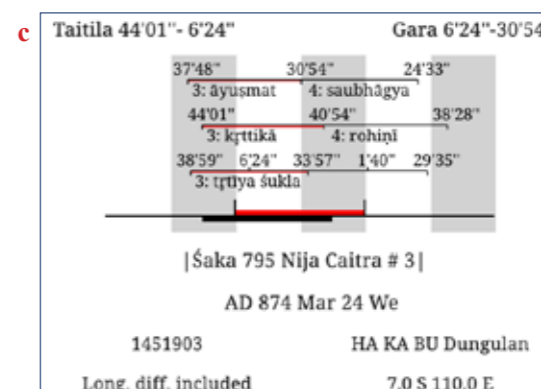 c
Taitila 44'01"- 6'24" Gara 6'24"-30'54
37'48" 30'54" 24'33"
3: āyuṣmat 4: saubhāgya
44'01" 40'54" 38'28"
3: kṛttikā 4: rohiṇī
38'59" 6'24" 33'57" 1'40" 29'35"
3: tṛtīya śukla
|Śaka 795 Nija Caitra # 3|
AD 874 Mar 24 We
1451903 HA KA BU Dungulan
Long. diff. included 7.0 S 110.0 E